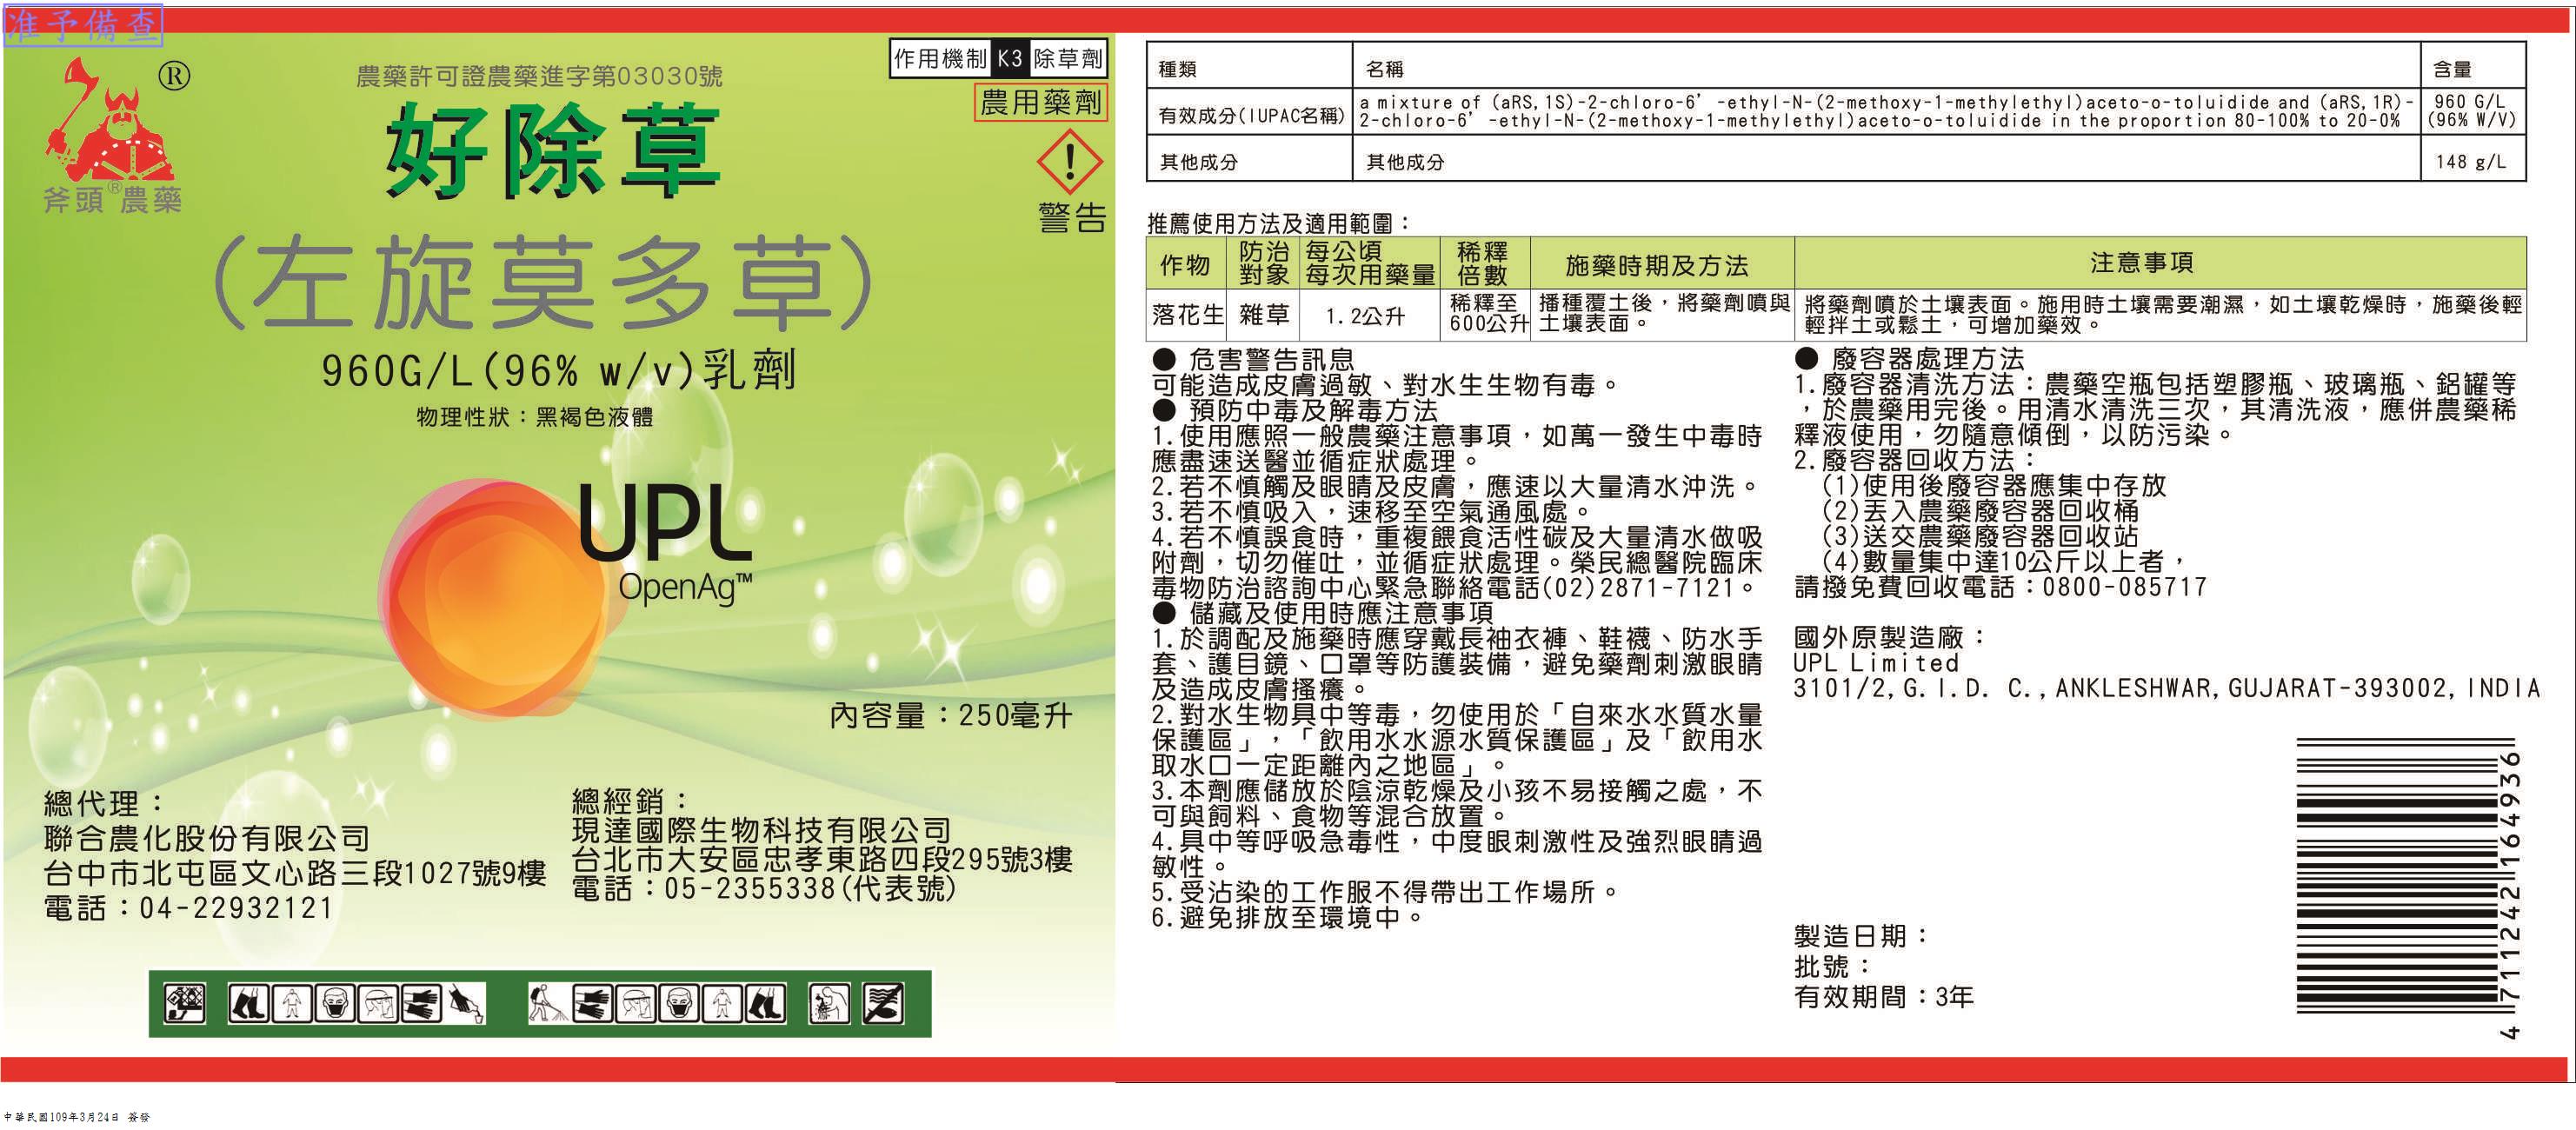 准予備查
®
斧頭®農藥
農藥許可證農藥進字第03030號
作用機制 K3 除草劑
農用藥劑
警告
好除草
(左旋莫多草)
960G/L(96% w/v)乳劑
物理性狀：黑褐色液體
UPL
OpenAg™
內容量：250毫升
總代理：
聯合農化股份有限公司
台中市北屯區文心路三段1027號9樓
電話：04-22932121
總經銷：
現達國際生物科技有限公司
台北市大安區忠孝東路四段295號3樓
電話：05-2355338(代表號)
種類 名稱 含量
有效成分(IUPAC名稱) a mixture of (aRS,1S)-2-chloro-6’-ethyl-N-(2-methoxy-1-methylethyl)aceto-o-toluidide and (aRS,1R)- 960 G/L
2-chloro-6’-ethyl-N-(2-methoxy-1-methylethyl)aceto-o-toluidide in the proportion 80-100% to 20-0% (96% W/V)
其他成分 其他成分 148 g/L
推薦使用方法及適用範圍：
作物 防治對象 每公頃每次用藥量 稀釋倍數 施藥時期及方法 注意事項
落花生 雜草 1.2公升 稀釋至 播種覆土後，將藥劑噴與 將藥劑噴於土壤表面。施用時土壤需要潮濕，如土壤乾燥時，施藥後輕
600公升 土壤表面。 輕拌土或鬆土，可增加藥效。
● 危害警告訊息
可能造成皮膚過敏、對水生生物有毒。
● 預防中毒及解毒方法
1.使用應照一般農藥注意事項，如萬一發生中毒時
應盡速送醫並循症狀處理。
2.若不慎觸及眼睛及皮膚，應速以大量清水沖洗。
3.若不慎吸入，速移至空氣通風處。
4.若不慎誤食時，重複餵食活性碳及大量清水做吸
附劑，切勿催吐，並循症狀處理。榮民總醫院臨床
毒物防治諮詢中心緊急聯絡電話(02)2871-7121。
● 儲藏及使用時應注意事項
1.於調配及施藥時應穿戴長袖衣褲、鞋襪、防水手
套、護目鏡、口罩等防護裝備，避免藥劑刺激眼睛
及造成皮膚搔癢。
2.對水生物具中等毒，勿使用於「自來水水質水量
保護區」，「飲用水水源水質保護區」及「飲用水
取水口一定距離內之地區」。
3.本劑應儲放於陰涼乾燥及小孩不易接觸之處，不
可與飼料、食物等混合放置。
4.具中等呼吸急毒性，中度眼刺激性及強烈眼睛過
敏性。
5.受沾染的工作服不得帶出工作場所。
6.避免排放至環境中。
● 廢容器處理方法
1.廢容器清洗方法：農藥空瓶包括塑膠瓶、玻璃瓶、鋁罐等
，於農藥用完後。用清水清洗三次，其清洗液，應併農藥稀
釋液使用，勿隨意傾倒，以防污染。
2.廢容器回收方法：
(1)使用後廢容器應集中存放
(2)丟入農藥廢容器回收桶
(3)送交農藥廢容器回收站
(4)數量集中達10公斤以上者，
請撥免費回收電話：0800-085717
國外原製造廠：
UPL Limited
3101/2,G.I.D. C.,ANKLESHWAR,GUJARAT-393002,INDIA
製造日期：
批號：
有效期間：3年
4 711242 164936
中華民國109年3月24日 簽發